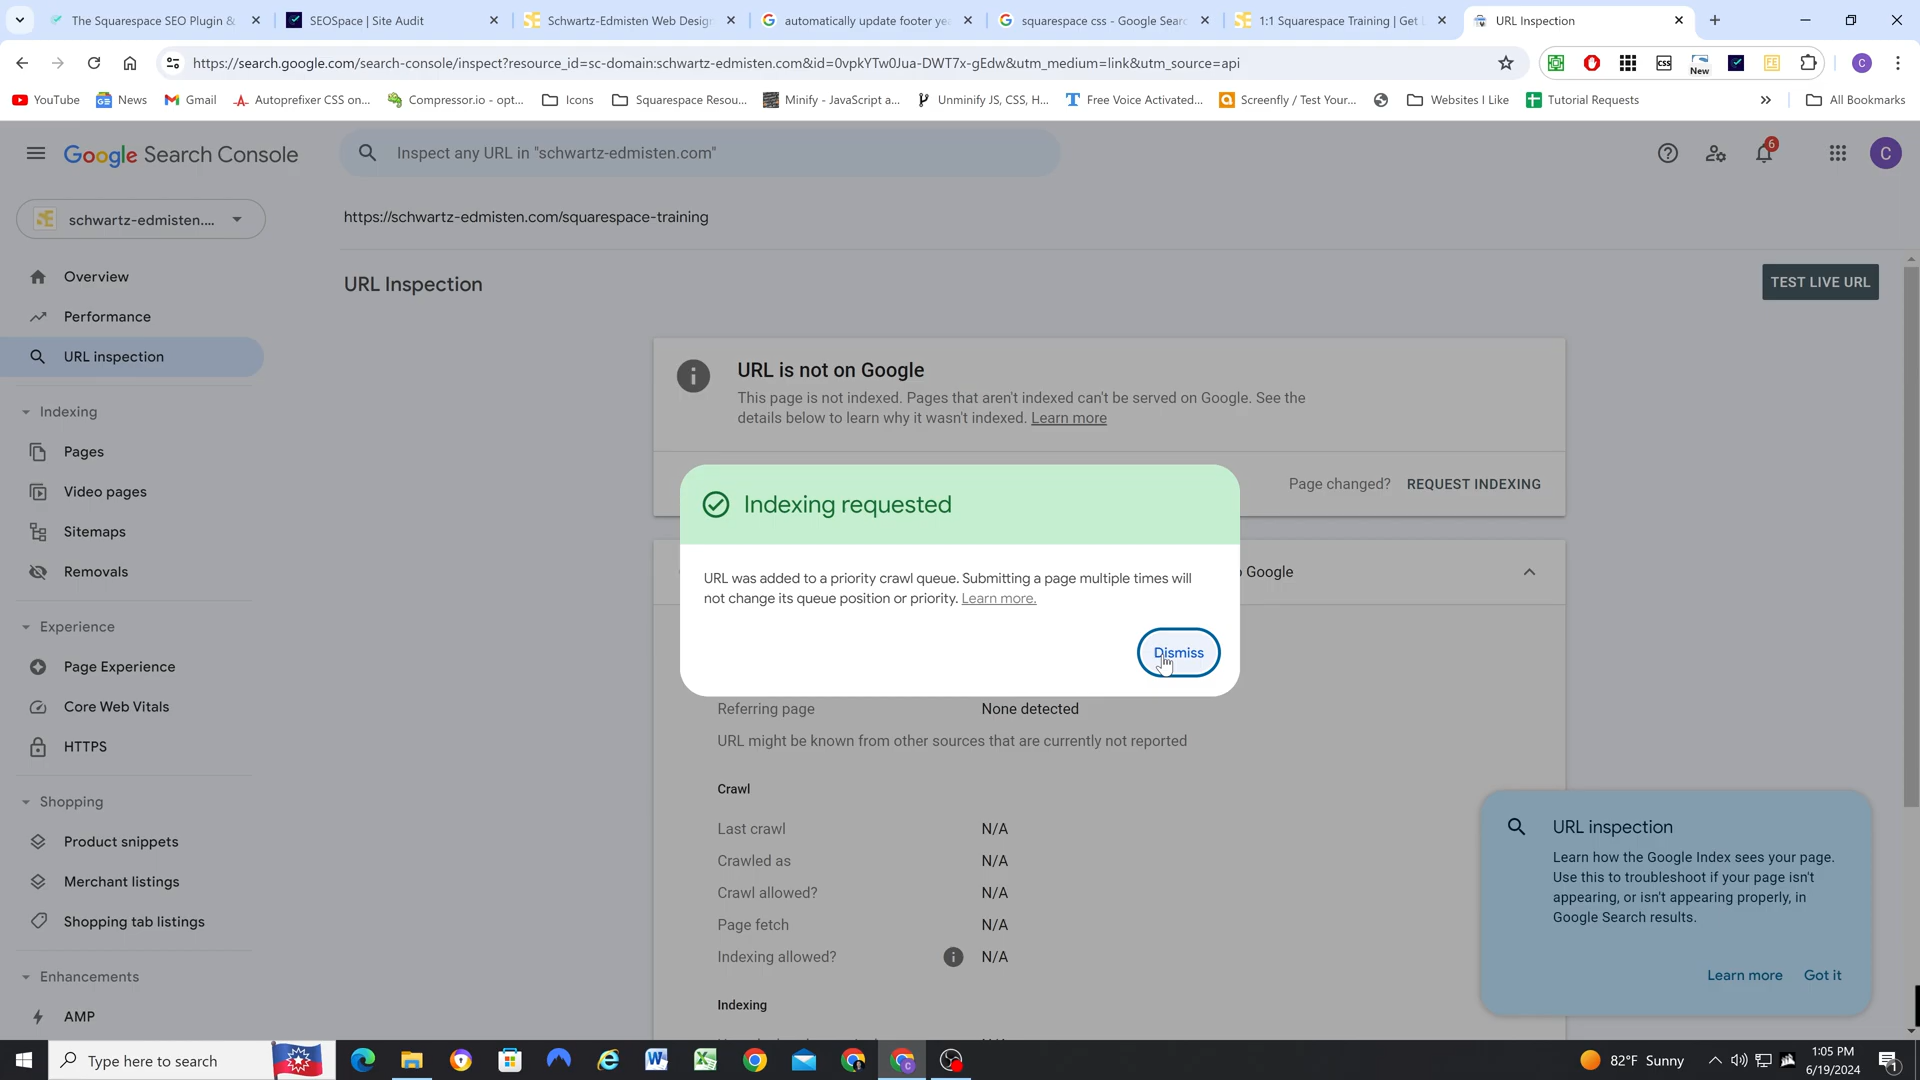 The Squarespace SEO Plugin &
SEOSpace | Site Audit
Schwartz-Edmisten Web Design
automatically update footer ye
squarespace css - Google Searc
1:1 Squarespace Training | Get
URL Inspection
https://search.google.com/search-console/inspect?resource_id=sc-domain:schwartz-edmisten.com&id=0vpkYTw0Jua-DWT7x-gEdw&utm_medium=link&utm_source=api
css
New
C
YouTube
News
Gmail
Autoprefixer CSS on...
Compressor.io - opt...
Icons
Squarespace Resou...
Minify - JavaScript a...
Unminify JS, CSS, H...
Free Voice Activated...
Screenfly / Test Your...
Websites I Like
Tutorial Requests
All Bookmarks
Google Search Console
Inspect any URL in "schwartz-edmisten.com"
6
C
schwartz-edmisten....
https://schwartz-edmisten.com/squarespace-training
Overview
Performance
URL inspection
Indexing
Pages
Video pages
Sitemaps
Removals
Experience
Page Experience
Core Web Vitals
HTTPS
Shopping
Product snippets
Merchant listings
Shopping tab listings
Enhancements
AMP
URL Inspection
TEST LIVE URL
URL is not on Google
This page is not indexed. Pages that aren't indexed can't be served on Google. See the
details below to learn why it wasn't indexed. Learn more
Page changed? REQUEST INDEXING
Indexing requested
URL was added to a priority crawl queue. Submitting a page multiple times will
not change its queue position or priority. Learn more.
Dismiss
Google
Referring page None detected
URL might be known from other sources that are currently not reported
Crawl
Last crawl N/A
Crawled as N/A
Crawl allowed? N/A
Page fetch N/A
Indexing allowed? N/A
Indexing
URL inspection
Learn how the Google Index sees your page.
Use this to troubleshoot if your page isn't
appearing, or isn't appearing properly, in
Google Search results.
Learn more Got it
Type here to search
82°F Sunny
1:05 PM
6/19/2024
1